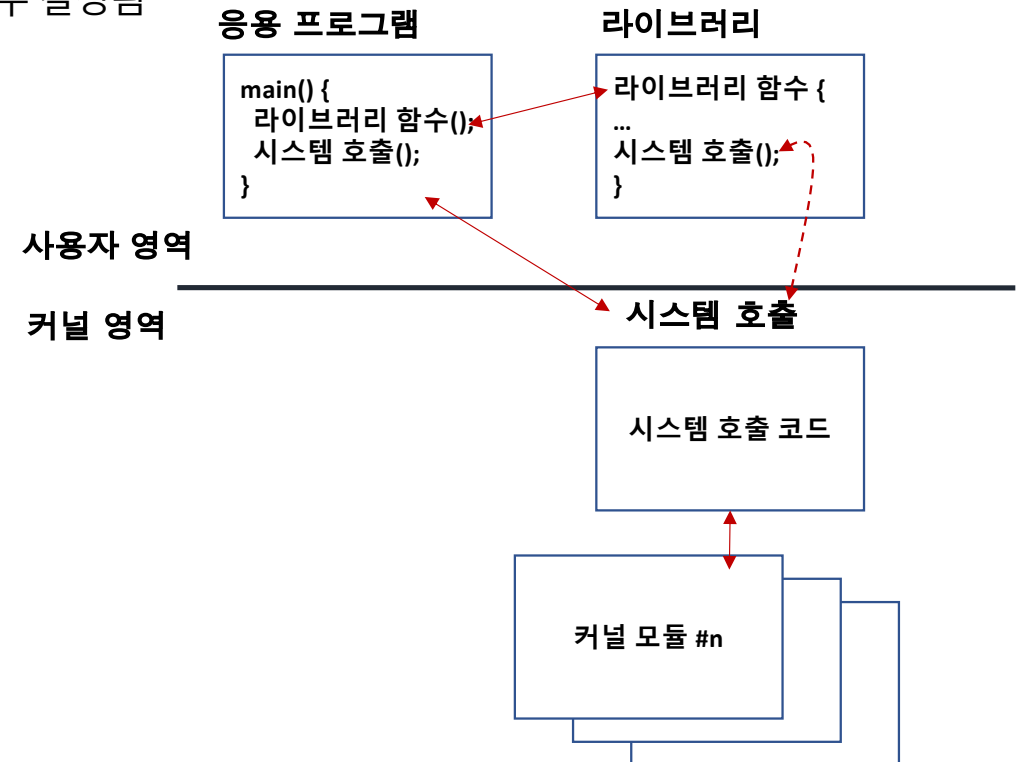 응용 프로그램
라이브러리
main() {
라이브러리 함수();
시스템 호출();
}
라이브러리 함수 {
...
시스템 호출();
}
사용자 영역
커널 영역
시스템 호출
시스템 호출 코드
커널 모듈 #n